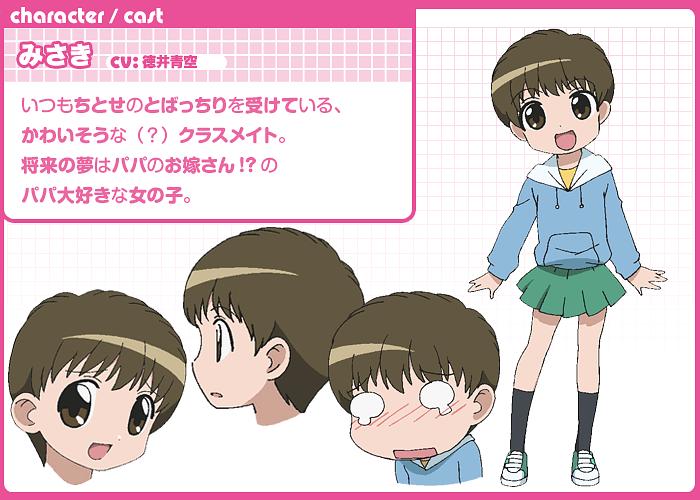 character / cast
みさき cv: 徳井青空
いつもちとせのとばっちりを受けている、
かわいそうな（？）クラスメイト。
将来の夢はパパのお嫁さん!?の
パパ大好きな女の子。